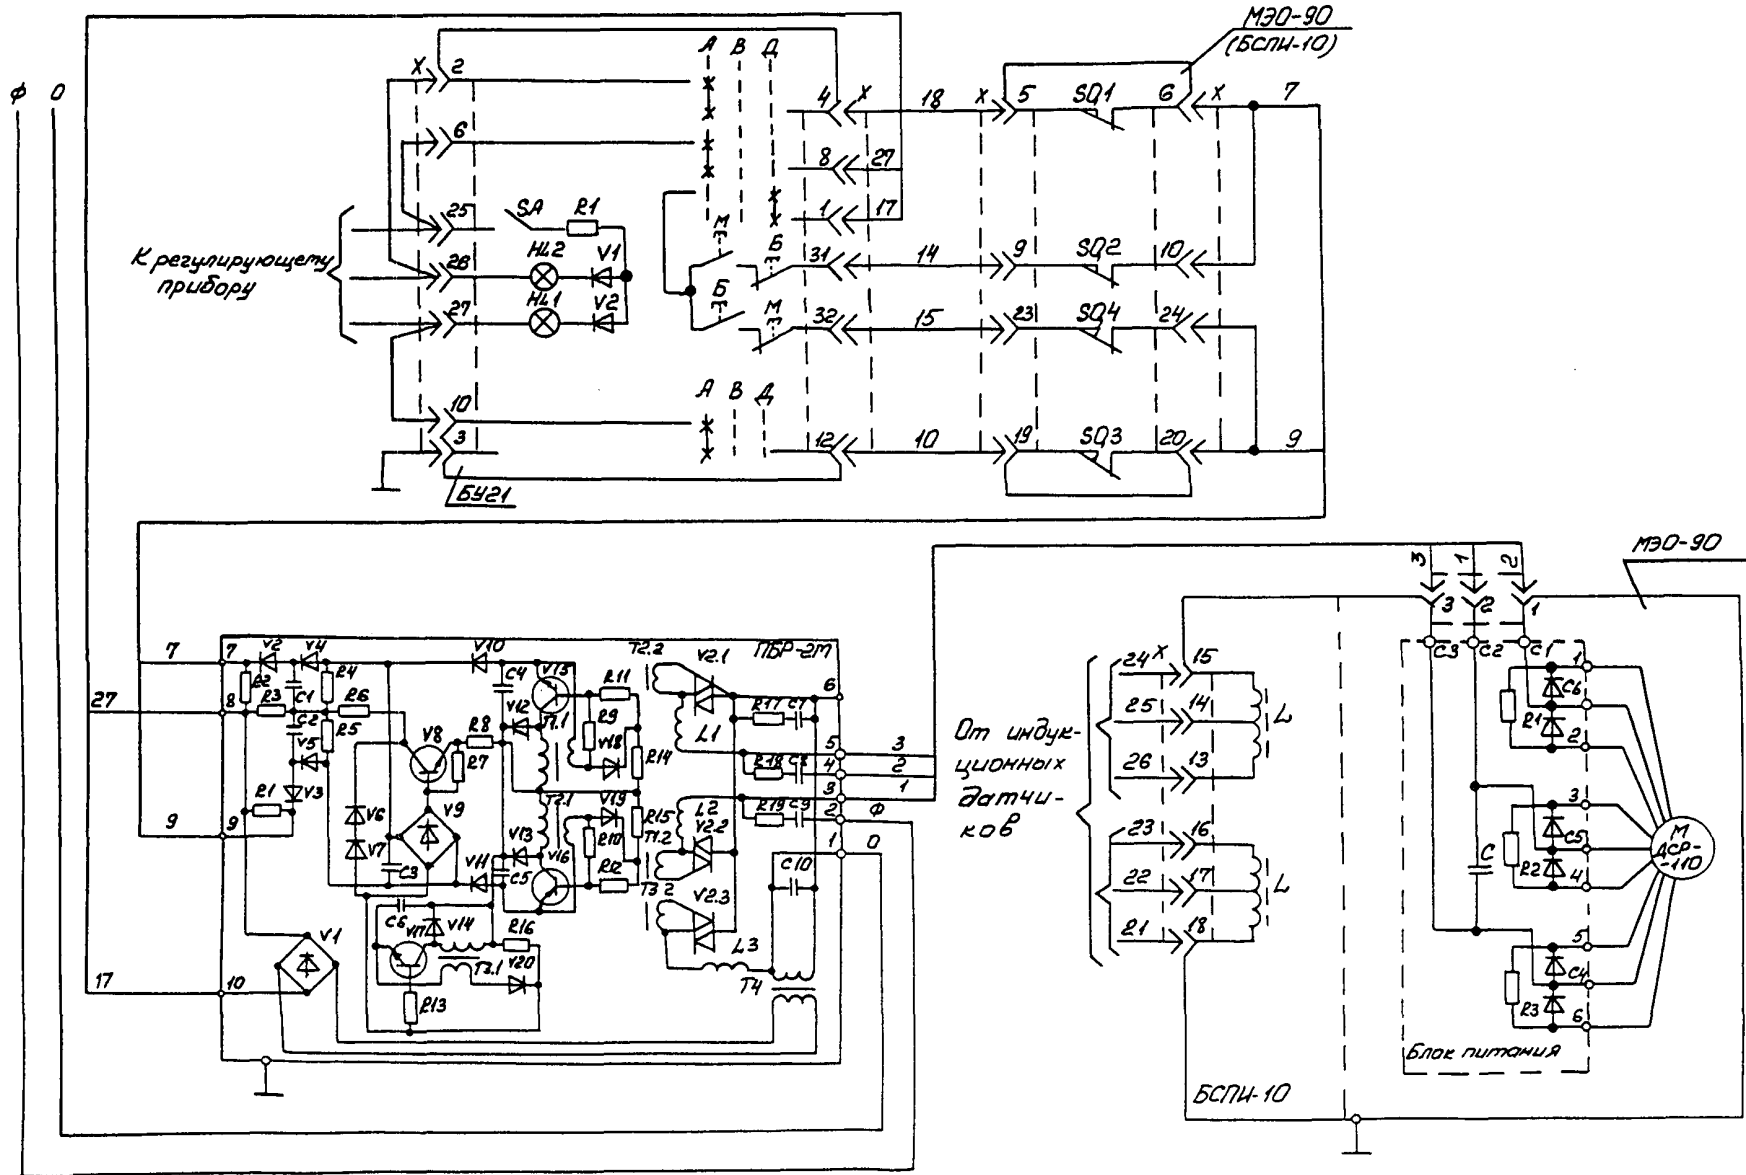 МЭО-90
(БСПИ-10)
Ф О
А В Д
Х 2
4 Х 18 Х 5 SQ1 6 Х 7
6
8 27
25 SA R1
1 17
К регулирующему
прибору
28 HL2 V1
М Б 31 14 9 SQ2 10
27 HL1 V2
Б М 32 15 23 SQ4 24
А В Д
10
3
12 10 19 SQ3 20 9
БУ21
МЭО-90
3 1 2
3 2 1
ПБР-2М
7 7 V2 V4 R4 V10 C4 V15 R11 T2.2 V2.1 6
R2 C1
27 8 R3 R6 V12 R9 R17 C7
C2 R5 V8 R8 T1.1 V18 L1
V5 R7 R14 5 3
R18 C8 4 2
R1 V3 V9 T2.1 V19 3 1
L2 R19 C9 2 Ф
9 9 V6 V13 R10 R15 T1.2 V2.2 1 О
V7 C3 V11 C5 V16 R12 T3.2 C10
C6 V17 V14 R16 V2.3
V1 T3.1 V20 L3
17 10 R13 T4
От индук-
ционных
датчи-
ков
24 Х 15
25 14 L
26 13
23 16
22 17 L
21 18
C3 C2 C1
1
C6
R1
2
3
C5
C R2
4
М
ДСР-
-110
5
C4
R3
6
Блок питания
БСПИ-10